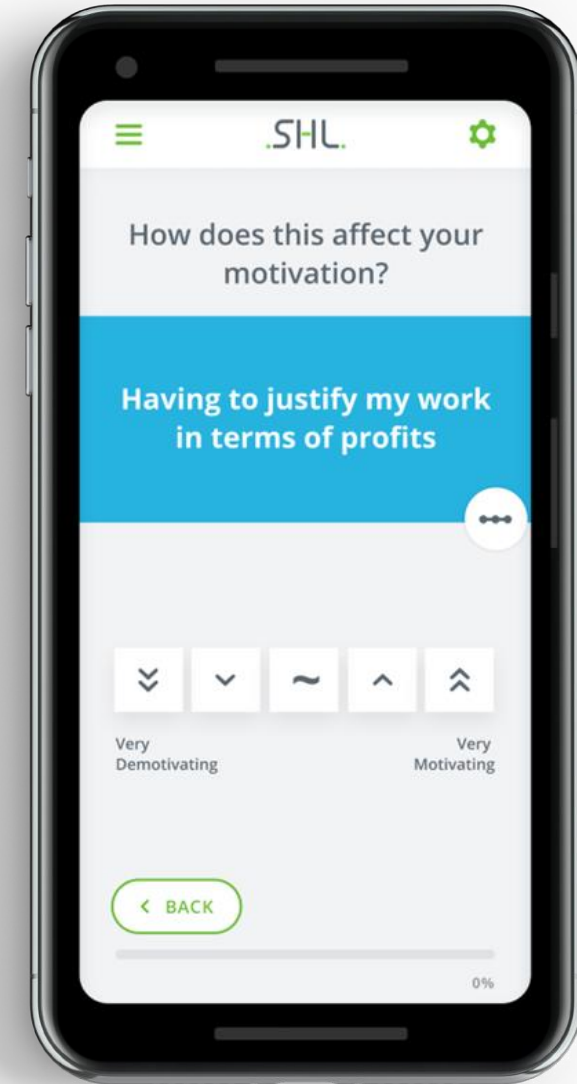 .SHL.
How does this affect your
motivation?
Having to justify my work
in terms of profits
Very
Demotivating
Very
Motivating
BACK
0%